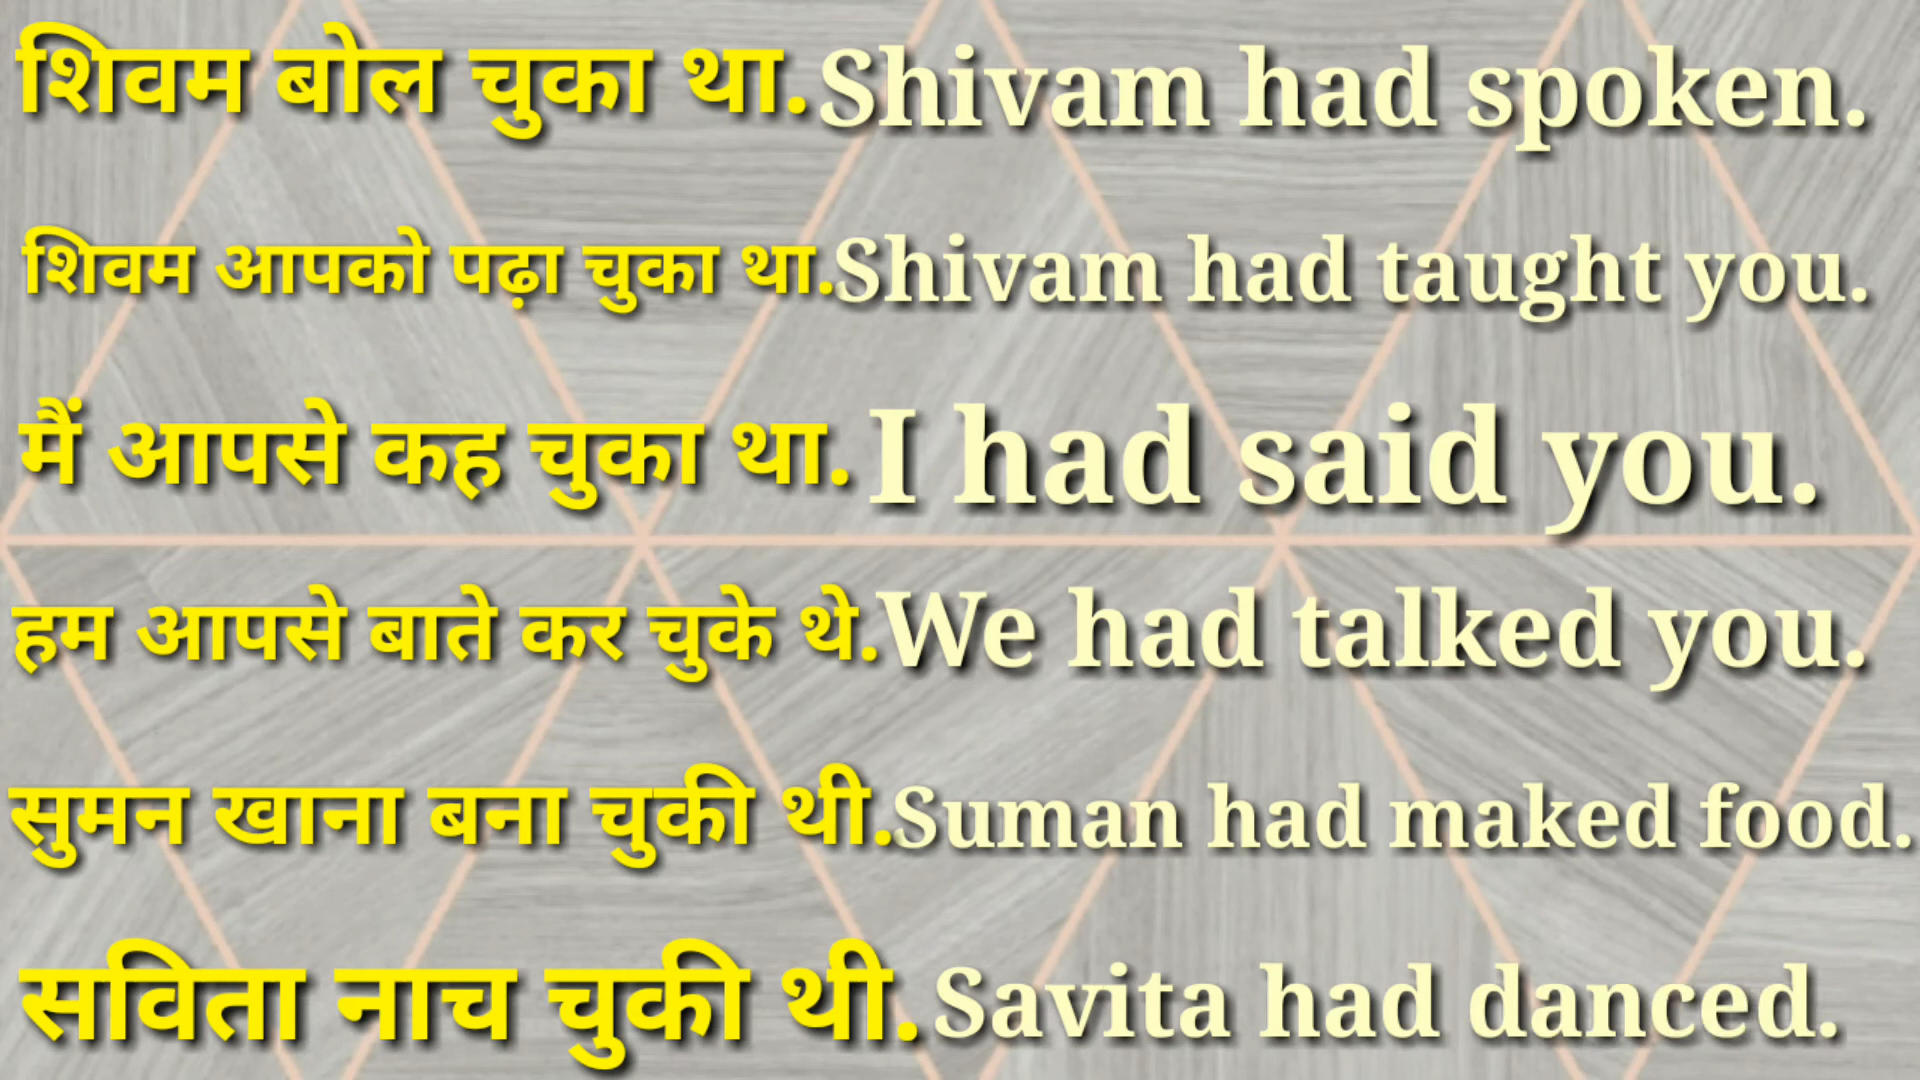 शिवम बोल चुका था. Shivam had spoken.
शिवम आपको पढ़ा चुका था. Shivam had taught you.
मैं आपसे कह चुका था. I had said you.
हम आपसे बाते कर चुके थे. We had talked you.
सुमन खाना बना चुकी थी. Suman had maked food.
सविता नाच चुकी थी. Savita had danced.